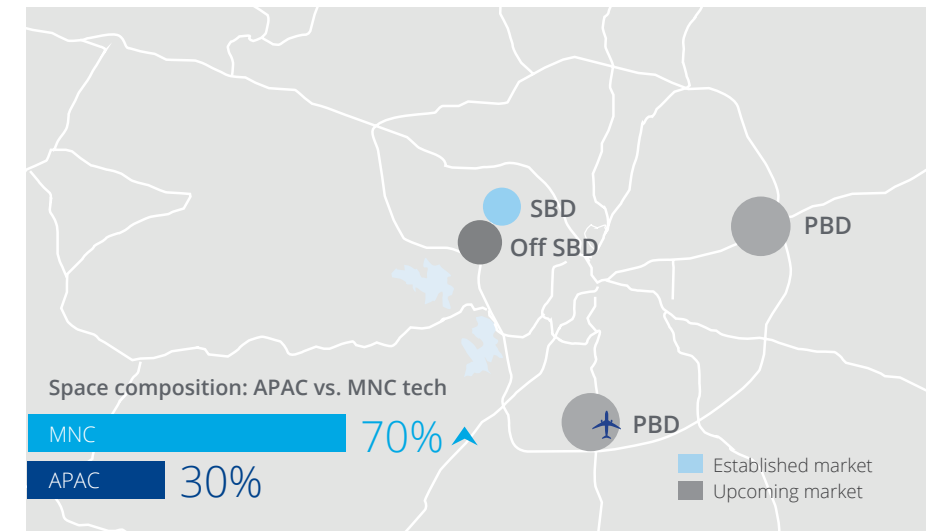 SBD
Off SBD
PBD
Space composition: APAC vs. MNC tech
MNC
70%
APAC
30%
PBD
Established market
Upcoming market